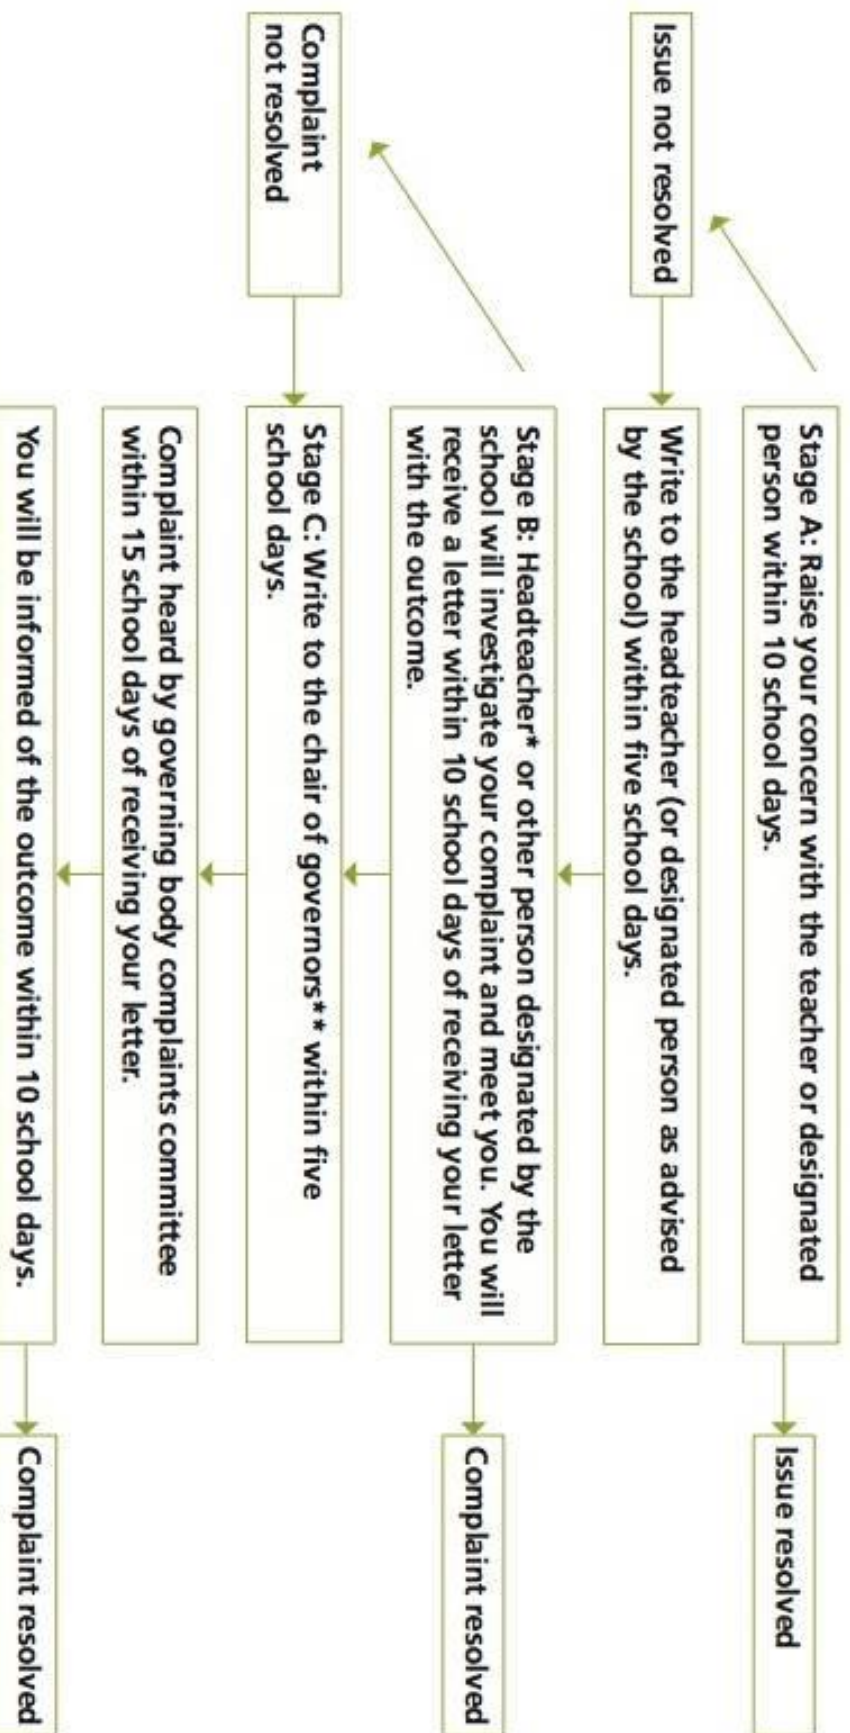 Stage A: Raise your concern with the teacher or designated
person within 10 school days.
Issue resolved
Issue not resolved
Write to the headteacher (or designated person as advised
by the school) within five school days.
Stage B: Headteacher* or other person designated by the
school will investigate your complaint and meet you. You will
receive a letter within 10 school days of receiving your letter
with the outcome.
Complaint resolved
Complaint
not resolved
Stage C: Write to the chair of governors** within five
school days.
Complaint heard by governing body complaints committee
within 15 school days of receiving your letter.
You will be informed of the outcome within 10 school days.
Complaint resolved